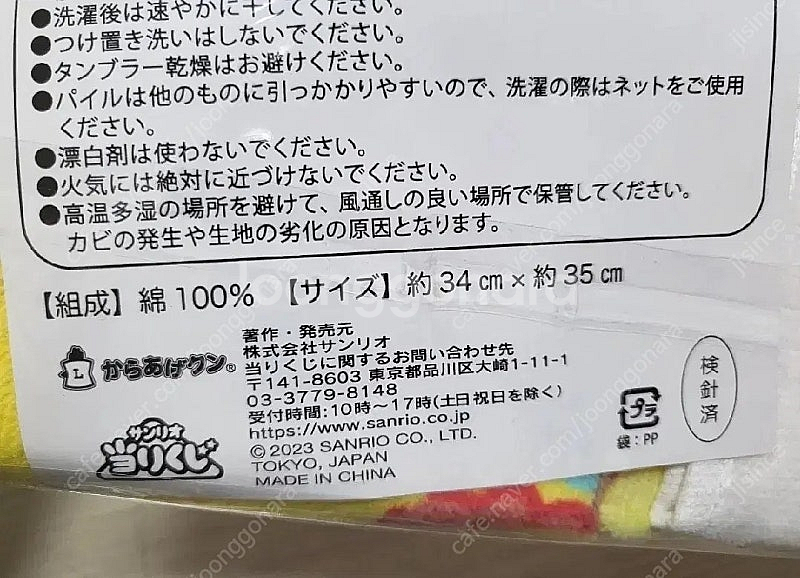 ●洗濯後は速やかに干してください。
●つけ置き洗いはしないでください。
●タンブラー乾燥はお避けください。
●パイルは他のものに引っかかりやすいので、洗濯の際はネットをご使用
ください。
●漂白剤は使わないでください。
●火気には絶対に近づけないでください。
●高温多湿の場所を避けて、風通しの良い場所で保管してください。
カビの発生や生地の劣化の原因となります。
【組成】綿100% 【サイズ】約34㎝×約35㎝
L からあげクン®
サンリオ
当りくじ
著作・発売元
株式会社サンリオ
当りくじに関するお問い合わせ先
〒141-8603 東京都品川区大崎1-11-1
03-3779-8148
受付時間:10時~17時(土日祝日を除く)
https://www.sanrio.co.jp
© 2023 SANRIO CO., LTD.
TOKYO, JAPAN
MADE IN CHINA
プラ
袋:PP
検針済
joonggonara
cafe.naver.com/joonggonara
jisince